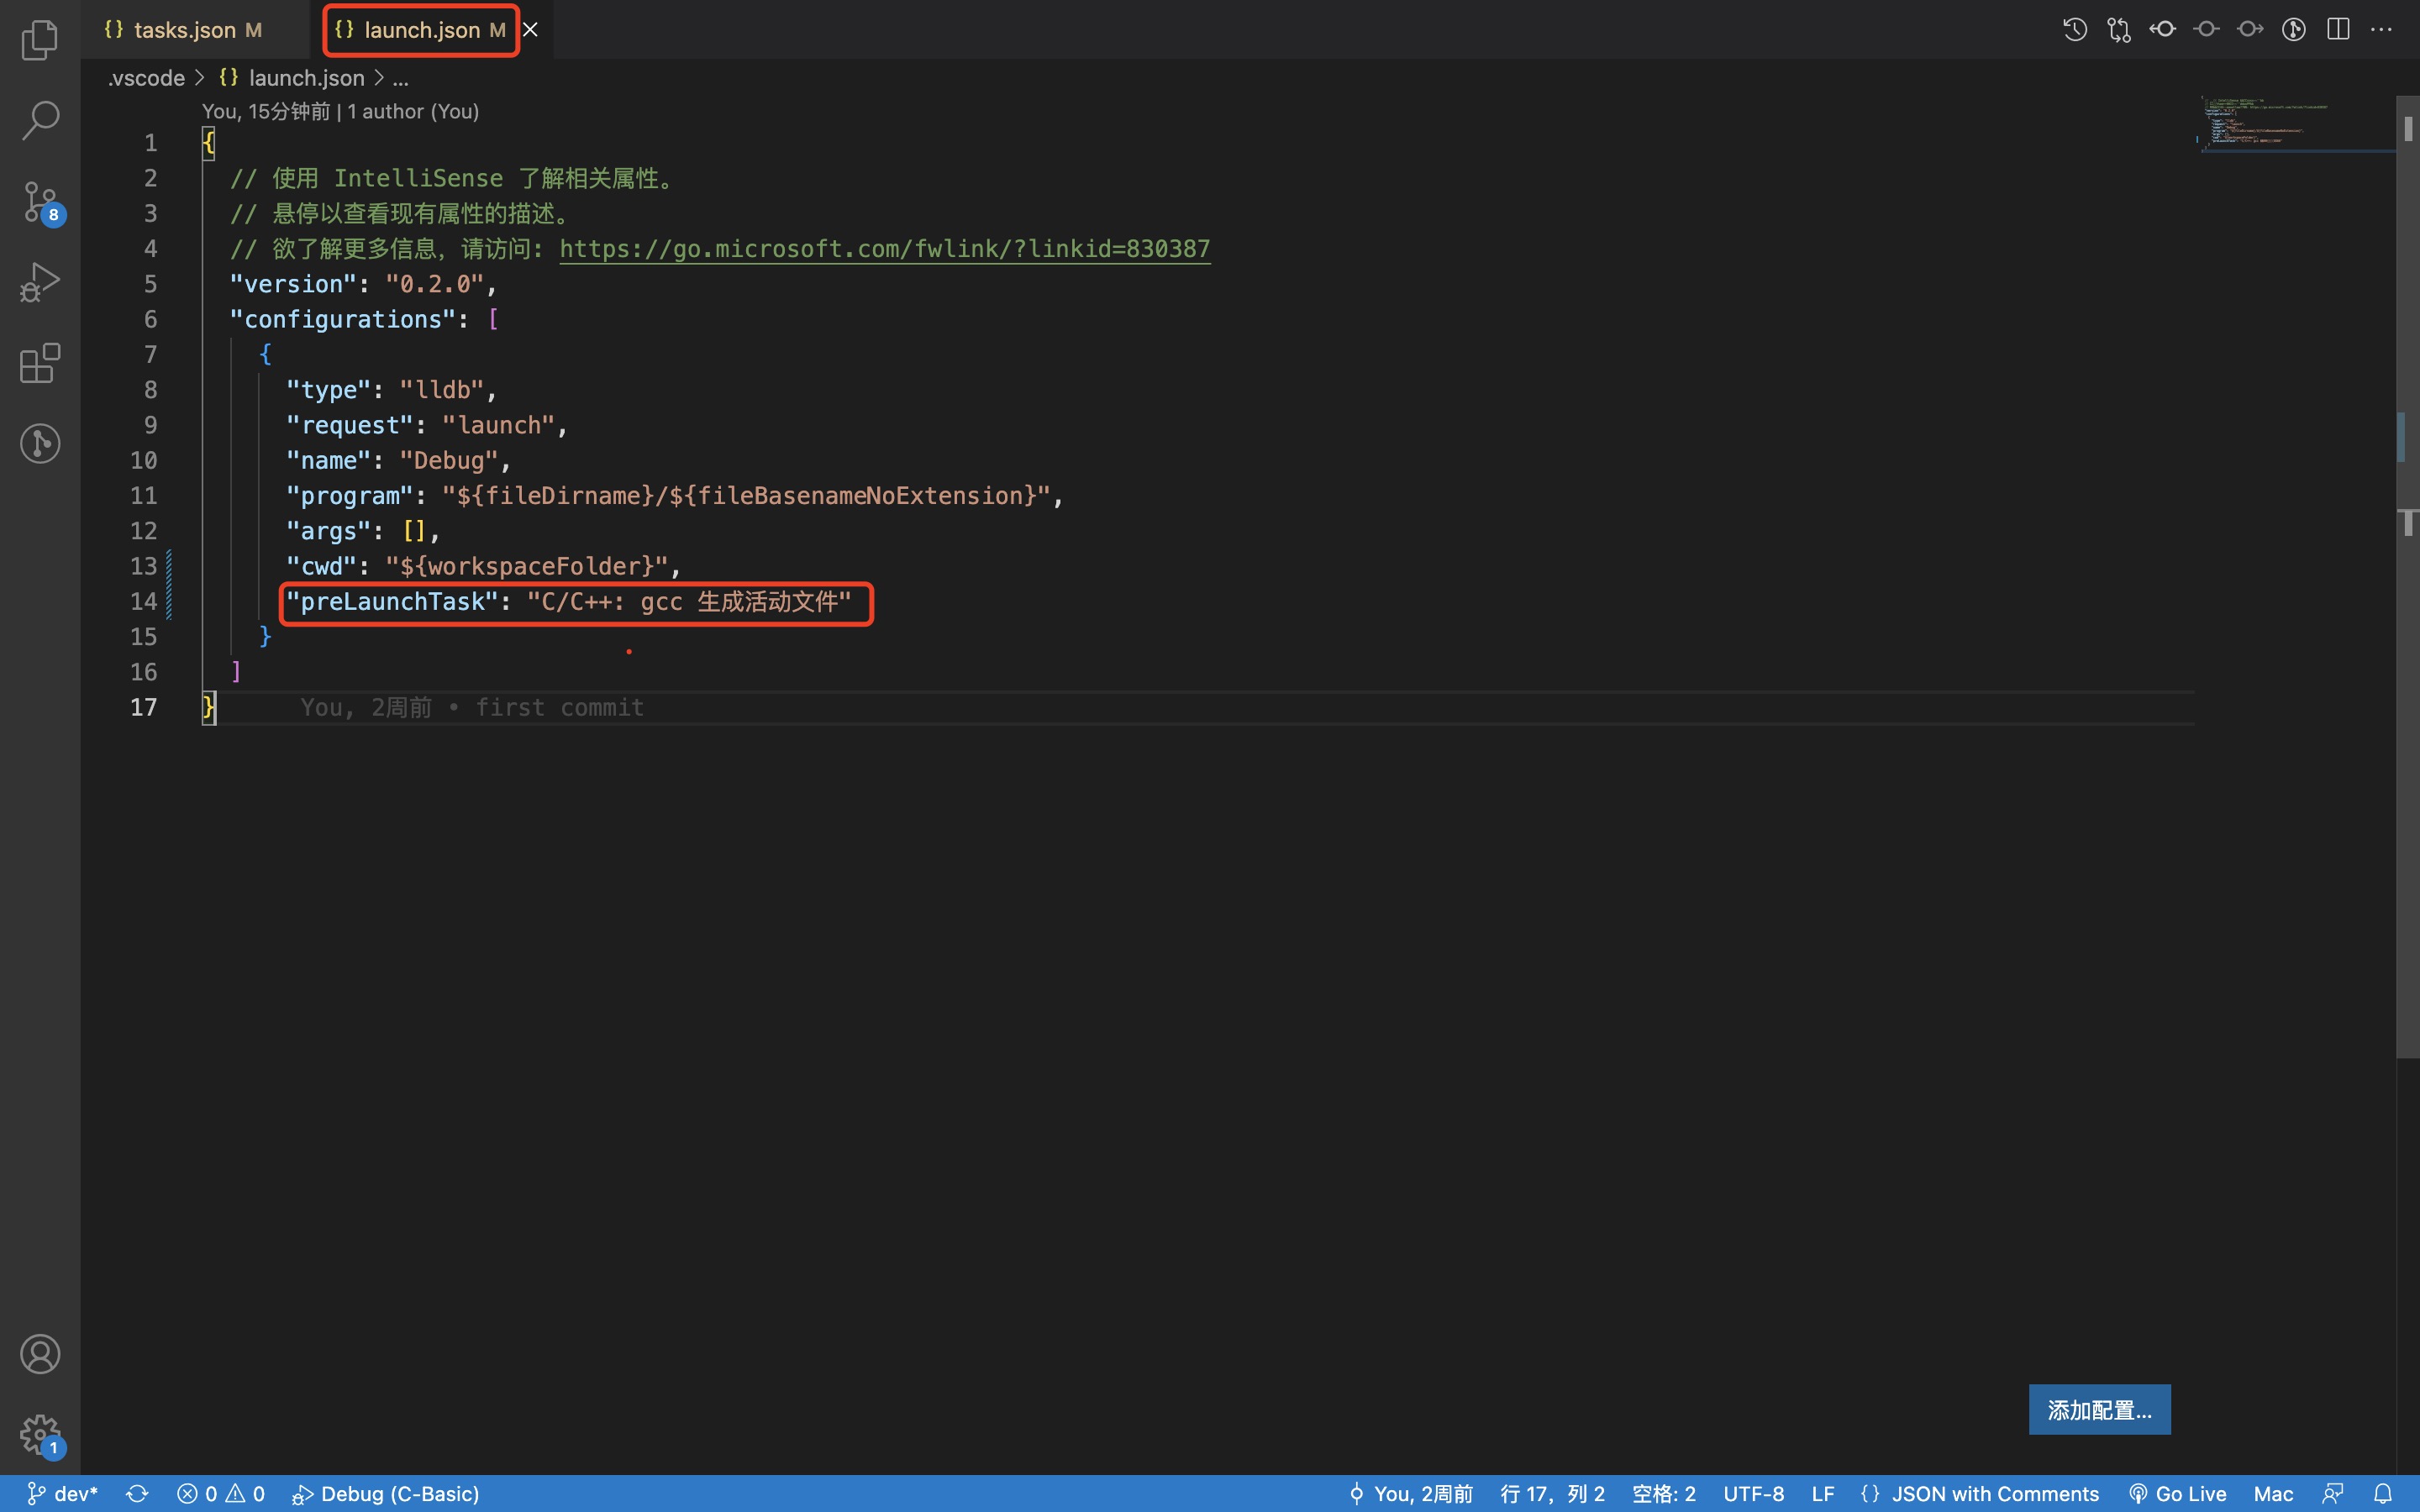 {} tasks.json M
{} launch.json M
.vscode > {} launch.json > ...
You, 15分钟前 | 1 author (You)
1 {
2 // 使用 IntelliSense 了解相关属性。
3 // 悬停以查看现有属性的描述。
4 // 欲了解更多信息，请访问: https://go.microsoft.com/fwlink/?linkid=830387
5 "version": "0.2.0",
6 "configurations": [
7 {
8 "type": "lldb",
9 "request": "launch",
10 "name": "Debug",
11 "program": "${fileDirname}/${fileBasenameNoExtension}",
12 "args": [],
13 "cwd": "${workspaceFolder}",
14 "preLaunchTask": "C/C++: gcc 生成活动文件"
15 }
16 ]
17 } You, 2周前 • first commit
8
添加配置...
1
dev* 0 0 Debug (C-Basic) You, 2周前 行 17，列 2 空格: 2 UTF-8 LF {} JSON with Comments Go Live Mac